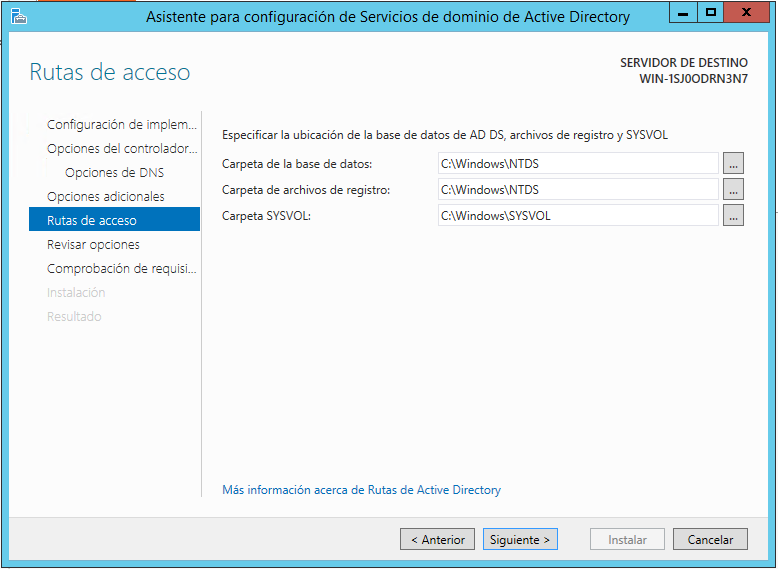 Asistente para configuración de Servicios de dominio de Active Directory
Rutas de acceso
SERVIDOR DE DESTINO
WIN-1SJ0ODRN3N7
Configuración de implem...
Opciones del controlador...
Opciones de DNS
Opciones adicionales
Rutas de acceso
Revisar opciones
Comprobación de requisi...
Instalación
Resultado
Especificar la ubicación de la base de datos de AD DS, archivos de registro y SYSVOL
Carpeta de la base de datos: C:\Windows\NTDS ...
Carpeta de archivos de registro: C:\Windows\NTDS ...
Carpeta SYSVOL: C:\Windows\SYSVOL ...
Más información acerca de Rutas de Active Directory
< Anterior Siguiente > Instalar Cancelar